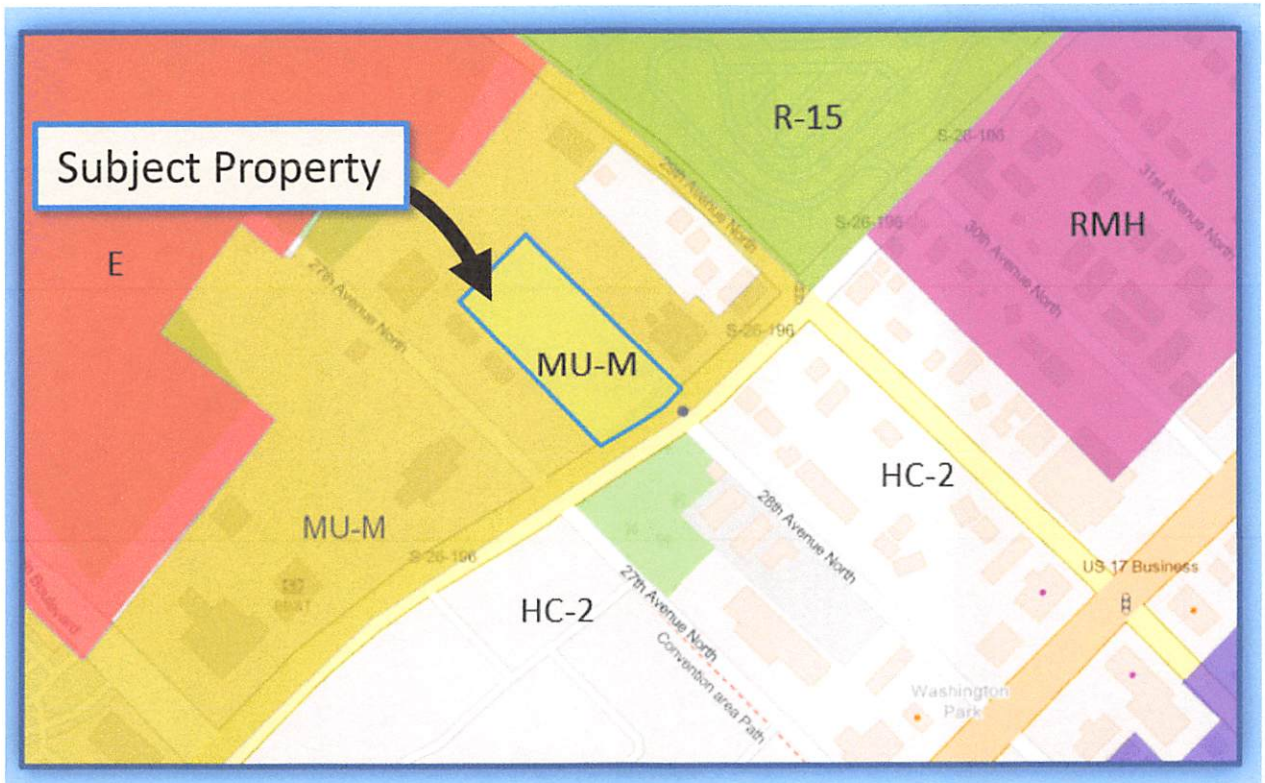 R-15
S-26-196
Subject Property
29th Avenue North
31st Avenue North
S-26-196
RMH
30th Avenue North
E
27th Avenue North
S-26-196
MU-M
HC-2
MU-M
28th Avenue North
S-26-196
US 17 Business
HC-2
27th Avenue North
Boulevard
Convention area Path
Washington
Park